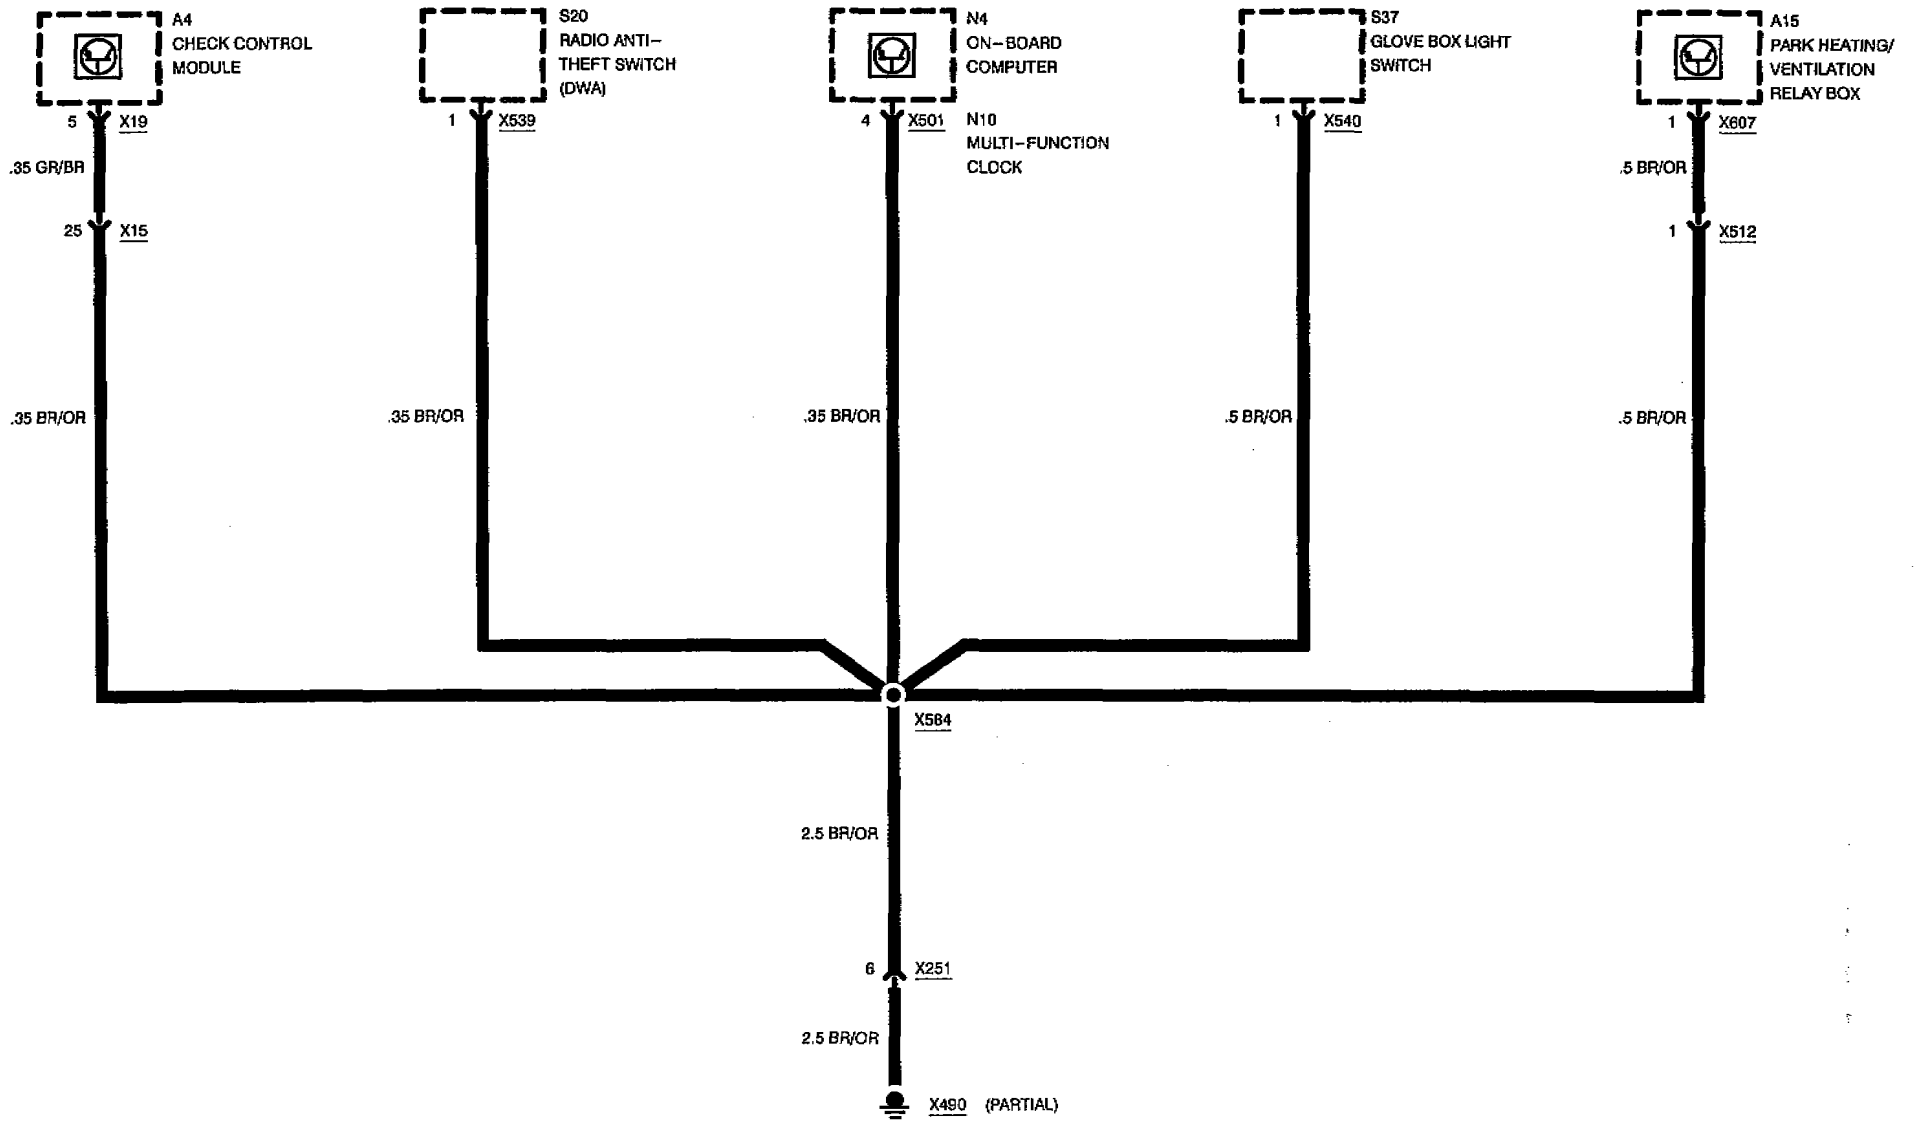 A4
CHECK CONTROL
MODULE
S20
RADIO ANTI-
THEFT SWITCH
(DWA)
N4
ON-BOARD
COMPUTER
S37
GLOVE BOX LIGHT
SWITCH
A15
PARK HEATING/
VENTILATION
RELAY BOX
5 X19
1 X539
4 X501
N10
MULTI-FUNCTION
CLOCK
1 X540
1 X607
.35 GR/BR
.5 BR/OR
25 X15
1 X512
.35 BR/OR
.35 BR/OR
.35 BR/OR
.5 BR/OR
.5 BR/OR
X564
2.5 BR/OR
6 X251
2.5 BR/OR
X490 (PARTIAL)